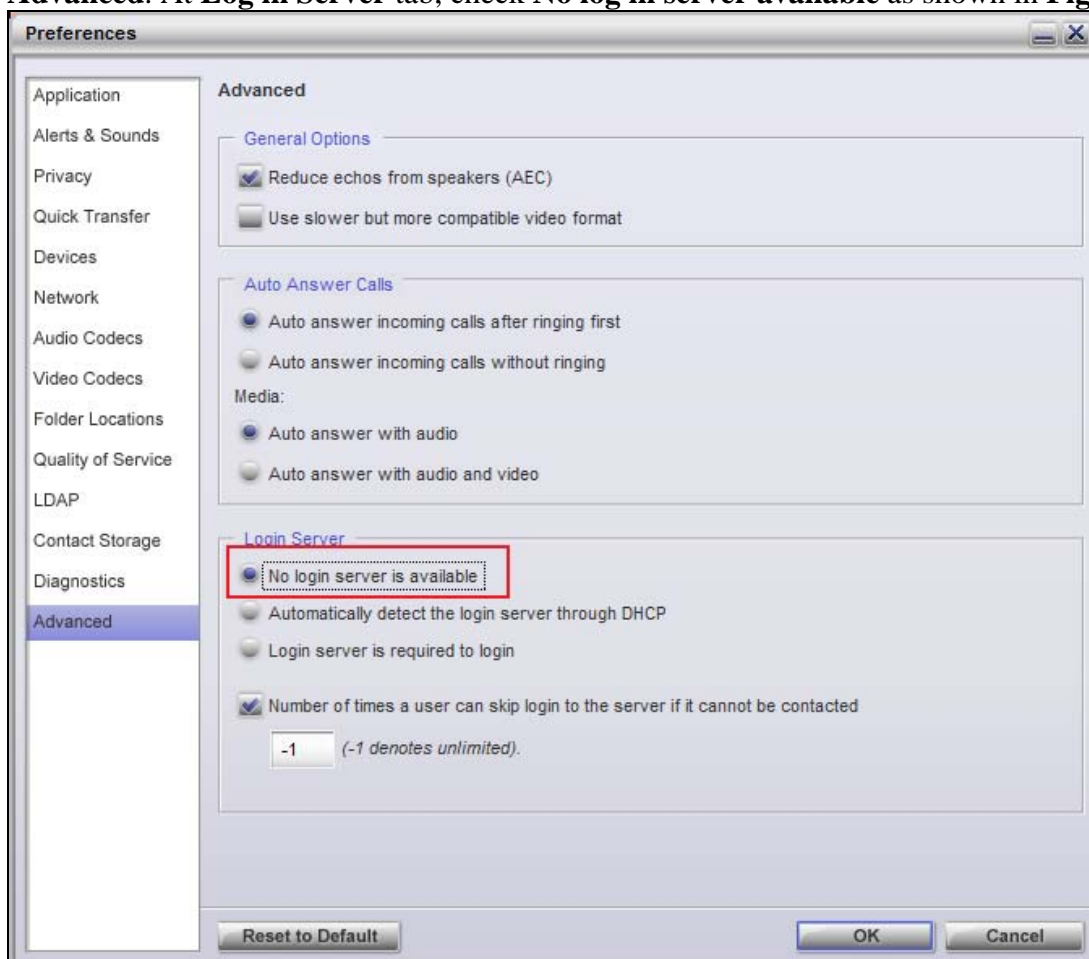 Advanced. At Log in Server tab, check No log in server available as shown in Fig
Preferences
Application
Alerts & Sounds
Privacy
Quick Transfer
Devices
Network
Audio Codecs
Video Codecs
Folder Locations
Quality of Service
LDAP
Contact Storage
Diagnostics
Advanced
Advanced
General Options
Reduce echos from speakers (AEC)
Use slower but more compatible video format
Auto Answer Calls
Auto answer incoming calls after ringing first
Auto answer incoming calls without ringing
Media:
Auto answer with audio
Auto answer with audio and video
Login Server
No login server is available
Automatically detect the login server through DHCP
Login server is required to login
Number of times a user can skip login to the server if it cannot be contacted
-1 (-1 denotes unlimited).
Reset to Default OK Cancel